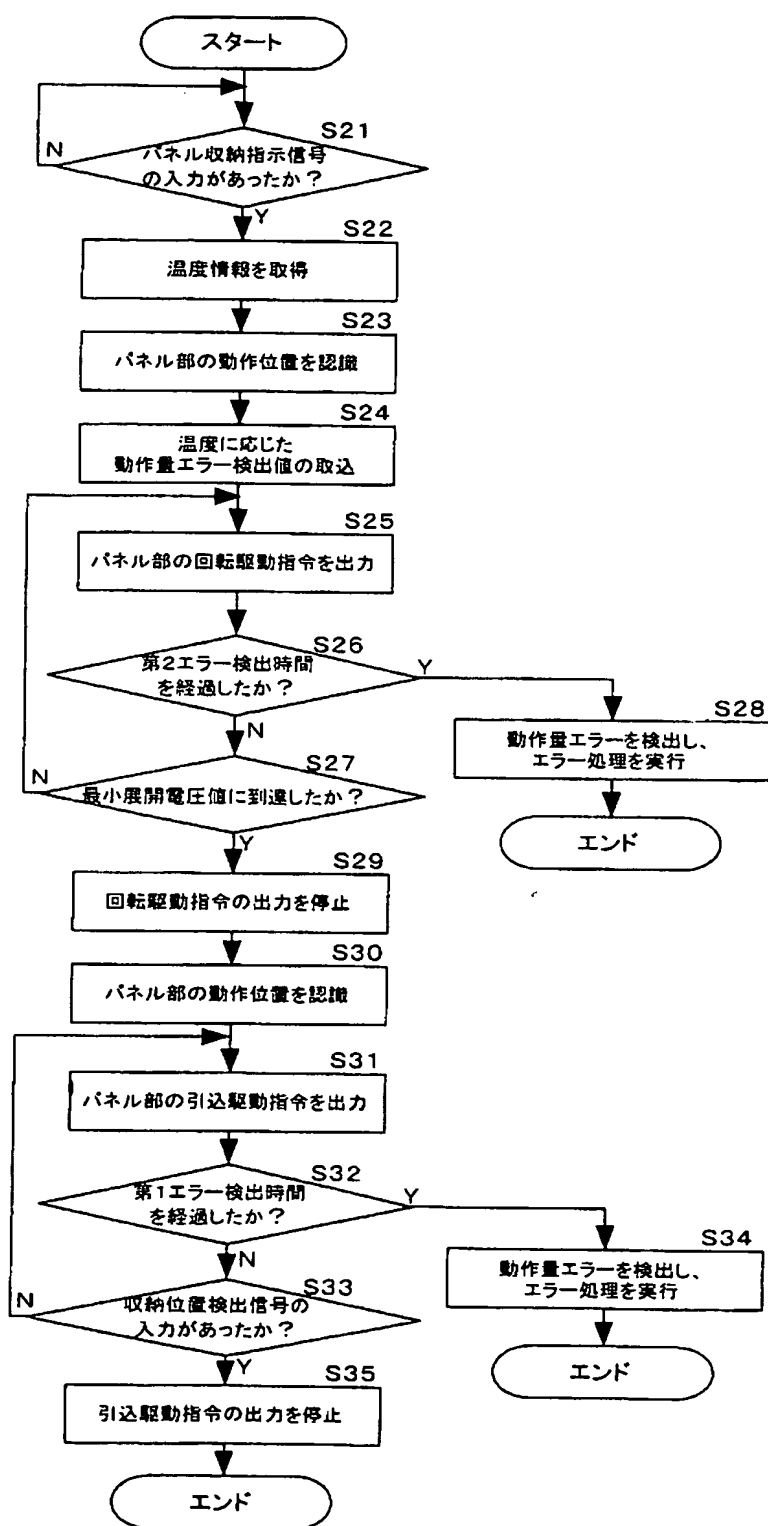 スタート
S21
N
パネル収納指示信号
の入力があったか？
Y
S22
温度情報を取得
S23
パネル部の動作位置を認識
S24
温度に応じた
動作量エラー検出値の取込
S25
パネル部の回転駆動指令を出力
S26
第2エラー検出時間
を経過したか？
Y
N
S28
動作量エラーを検出し、
エラー処理を実行
エンド
S27
N
最小展開電圧値に到達したか？
Y
S29
回転駆動指令の出力を停止
S30
パネル部の動作位置を認識
S31
パネル部の引込駆動指令を出力
S32
第1エラー検出時間
を経過したか？
Y
N
S34
動作量エラーを検出し、
エラー処理を実行
エンド
S33
N
収納位置検出信号の
入力があったか？
Y
S35
引込駆動指令の出力を停止
エンド